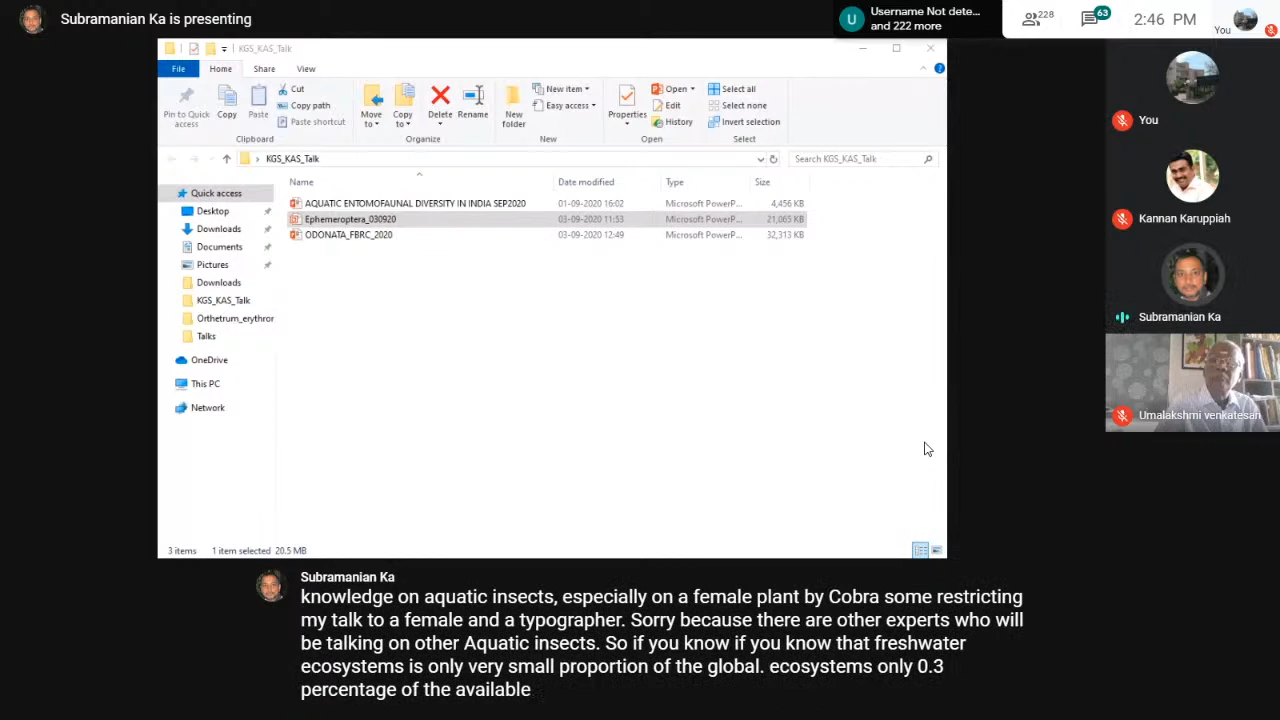 Subramanian Ka is presenting
U
Username Not dete...
and 222 more
228
63
2:46 PM
You
KGS_KAS_Talk
File Home Share View
Pin to Quick
access
Copy
Paste
Cut
Copy path
Paste shortcut
Clipboard
Move
to
Copy
to
Delete
Rename
Organize
New
folder
New item
Easy access
New
Properties
Open
Edit
History
Open
Select all
Select none
Invert selection
Select
KGS_KAS_Talk
Search KGS_KAS_Talk
Name Date modified Type Size
AQUATIC ENTOMOFAUNAL DIVERSITY IN INDIA SEP2020 01-09-2020 16:02 Microsoft PowerP... 4,456 KB
Ephemeroptera_030920 03-09-2020 11:53 Microsoft PowerP... 21,065 KB
ODONATA_FBRC_2020 03-09-2020 12:49 Microsoft PowerP... 32,313 KB
Quick access
Desktop
Downloads
Documents
Pictures
Downloads
KGS_KAS_Talk
Orthetrum_erythror
Talks
OneDrive
This PC
Network
3 items 1 item selected 20.5 MB
You
Kannan Karuppiah
Subramanian Ka
Umalakshmi venkatesan
Subramanian Ka
knowledge on aquatic insects, especially on a female plant by Cobra some restricting
my talk to a female and a typographer. Sorry because there are other experts who will
be talking on other Aquatic insects. So if you know if you know that freshwater
ecosystems is only very small proportion of the global. ecosystems only 0.3
percentage of the available